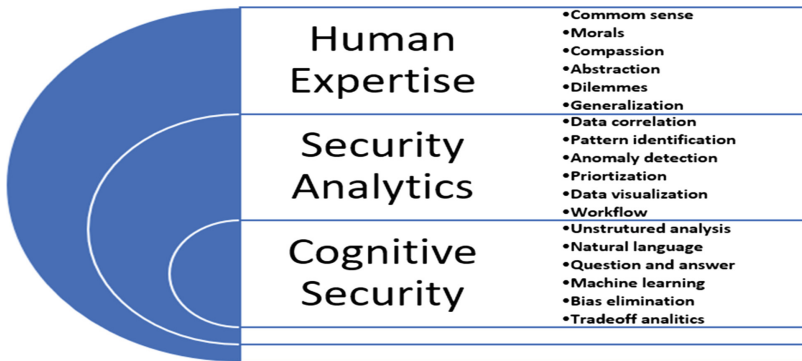 Human
Expertise
•Commom sense
•Morals
•Compassion
•Abstraction
•Dilemmes
•Generalization
Security
Analytics
•Data correlation
•Pattern identification
•Anomaly detection
•Priortization
•Data visualization
•Workflow
Cognitive
Security
•Unstrutured analysis
•Natural language
•Question and answer
•Machine learning
•Bias elimination
•Tradeoff analitics